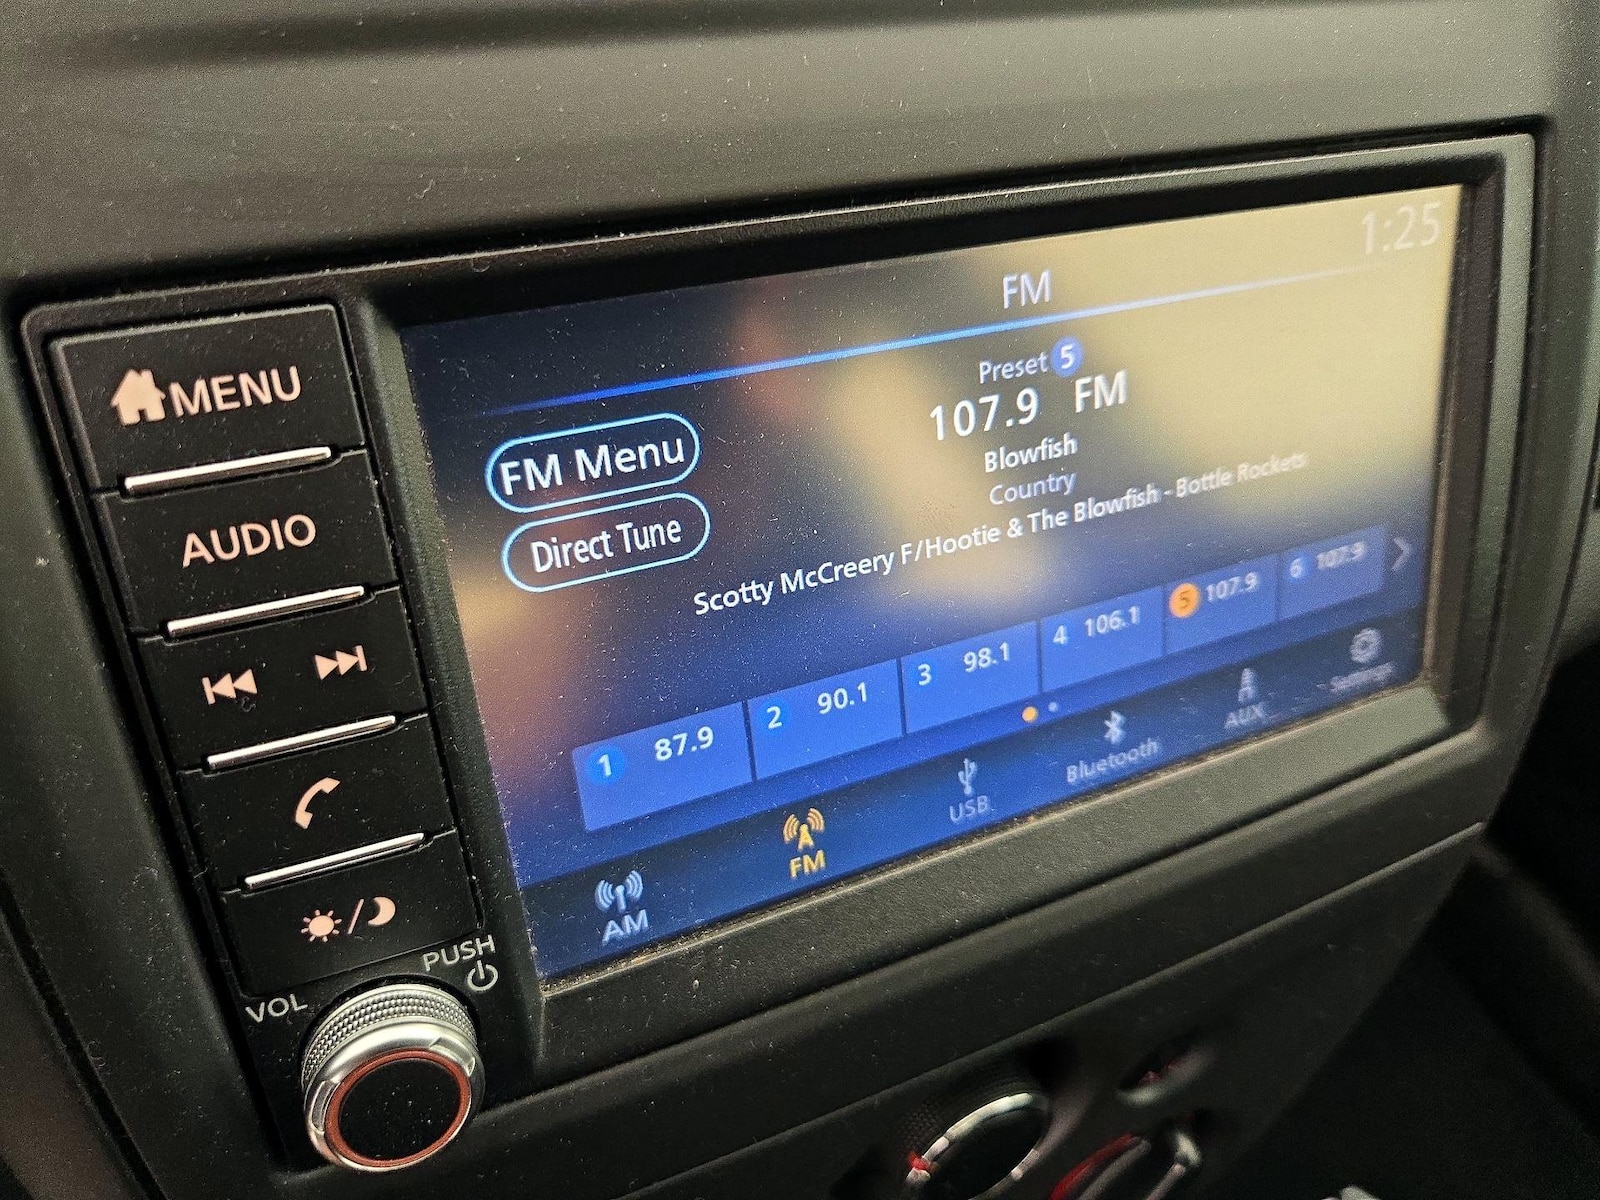 MENU
AUDIO
VOL
PUSH
1:25
FM
Preset 5
107.9 FM
Blowfish
Country
Scotty McCreery F/Hootie & The Blowfish - Bottle Rockets
FM Menu
Direct Tune
1 87.9
2 90.1
3 98.1
4 106.1
5 107.9
6 107.9
AM
FM
USB
Bluetooth
AUX
Settings